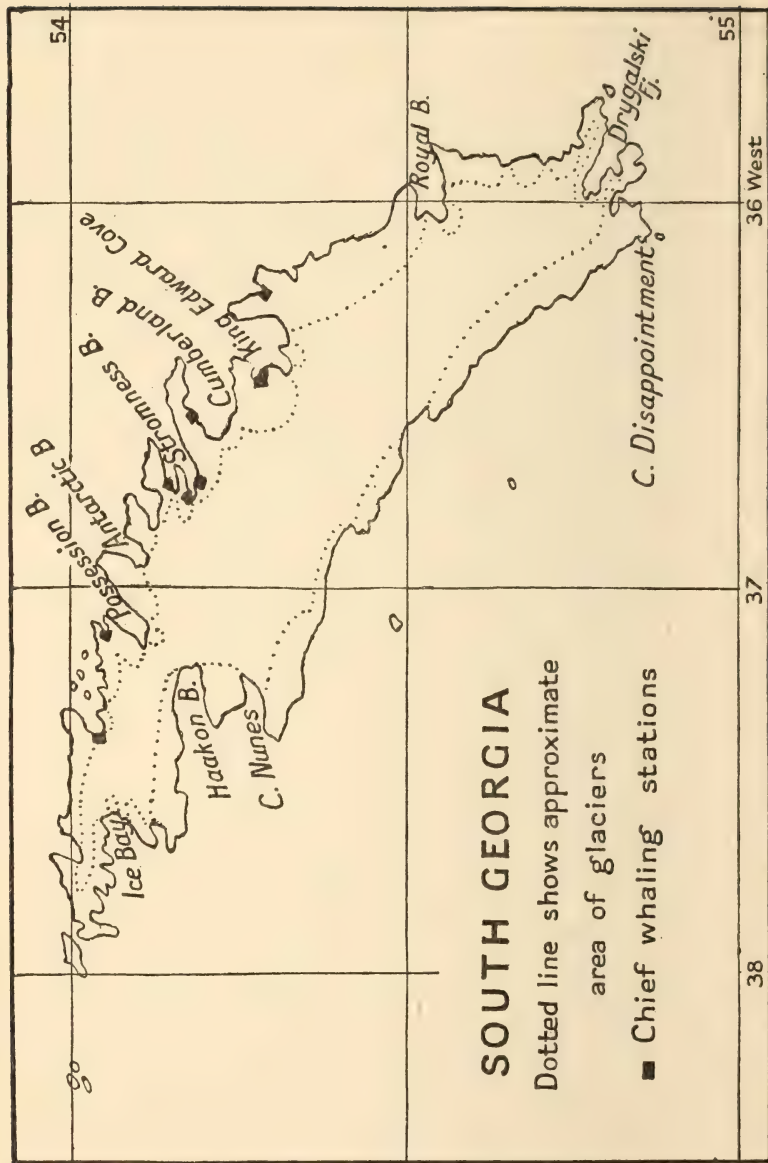 54
55
Possession B.
Antarctic B
Stromness B.
Cumberland B.
King Edward Cove
Royal B.
Drygalski
Fj.
Ice Bay
Haakon B.
C. Nunes
C. Disappointment
38
37
36 West
SOUTH GEORGIA
Dotted line shows approximate
area of glaciers
■ Chief whaling stations